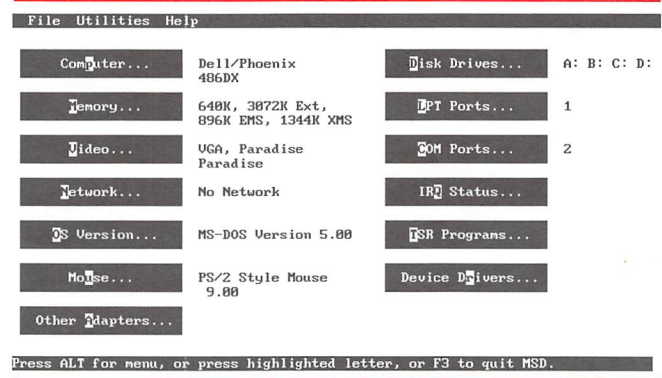 File Utilities Help
Computer... Dell/Phoenix Disk Drives... A: B: C: D:
486DX
Memory... 640K, 3072K Ext, LPT Ports... 1
896K EMS, 1344K XMS
Video... VGA, Paradise COM Ports... 2
Paradise
Network... No Network IRQ Status...
OS Version... MS-DOS Version 5.00 TSR Programs...
Mouse... PS/2 Style Mouse Device Drivers...
9.00
Other Adapters...
Press ALT for menu, or press highlighted letter, or F3 to quit MSD.